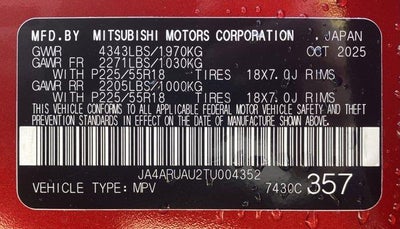 MFD.BY MITSUBISHI MOTORS CORPORATION ,JAPAN
GVWR 4343LBS/1970KG OCT 2025
GAWR FR 2271LBS/1030KG
WITH P225/55R18 TIRES 18X7.0J RIMS
GAWR RR 2205LBS/1000KG
WITH P225/55R18 TIRES 18X7.0J RIMS
THIS VEHICLE CONFORMS TO ALL APPLICABLE FEDERAL MOTOR VEHICLE SAFETY AND THEFT
PREVENTION STANDARDS IN EFFECT ON THE DATE OF MANUFACTURE SHOWN ABOVE.
JA4ARUAU2TU004352
VEHICLE TYPE: MPV 7430C 357